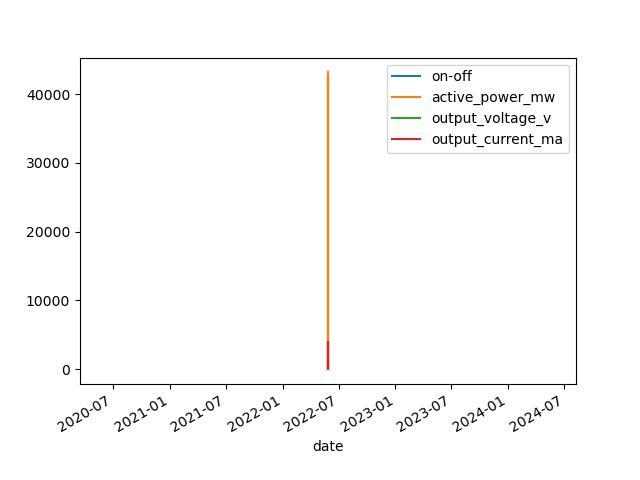 on-off
active_power_mw
output_voltage_v
output_current_ma
40000
30000
20000
10000
0
2020-07
2021-01
2021-07
2022-01
2022-07
2023-01
2023-07
2024-01
2024-07
date